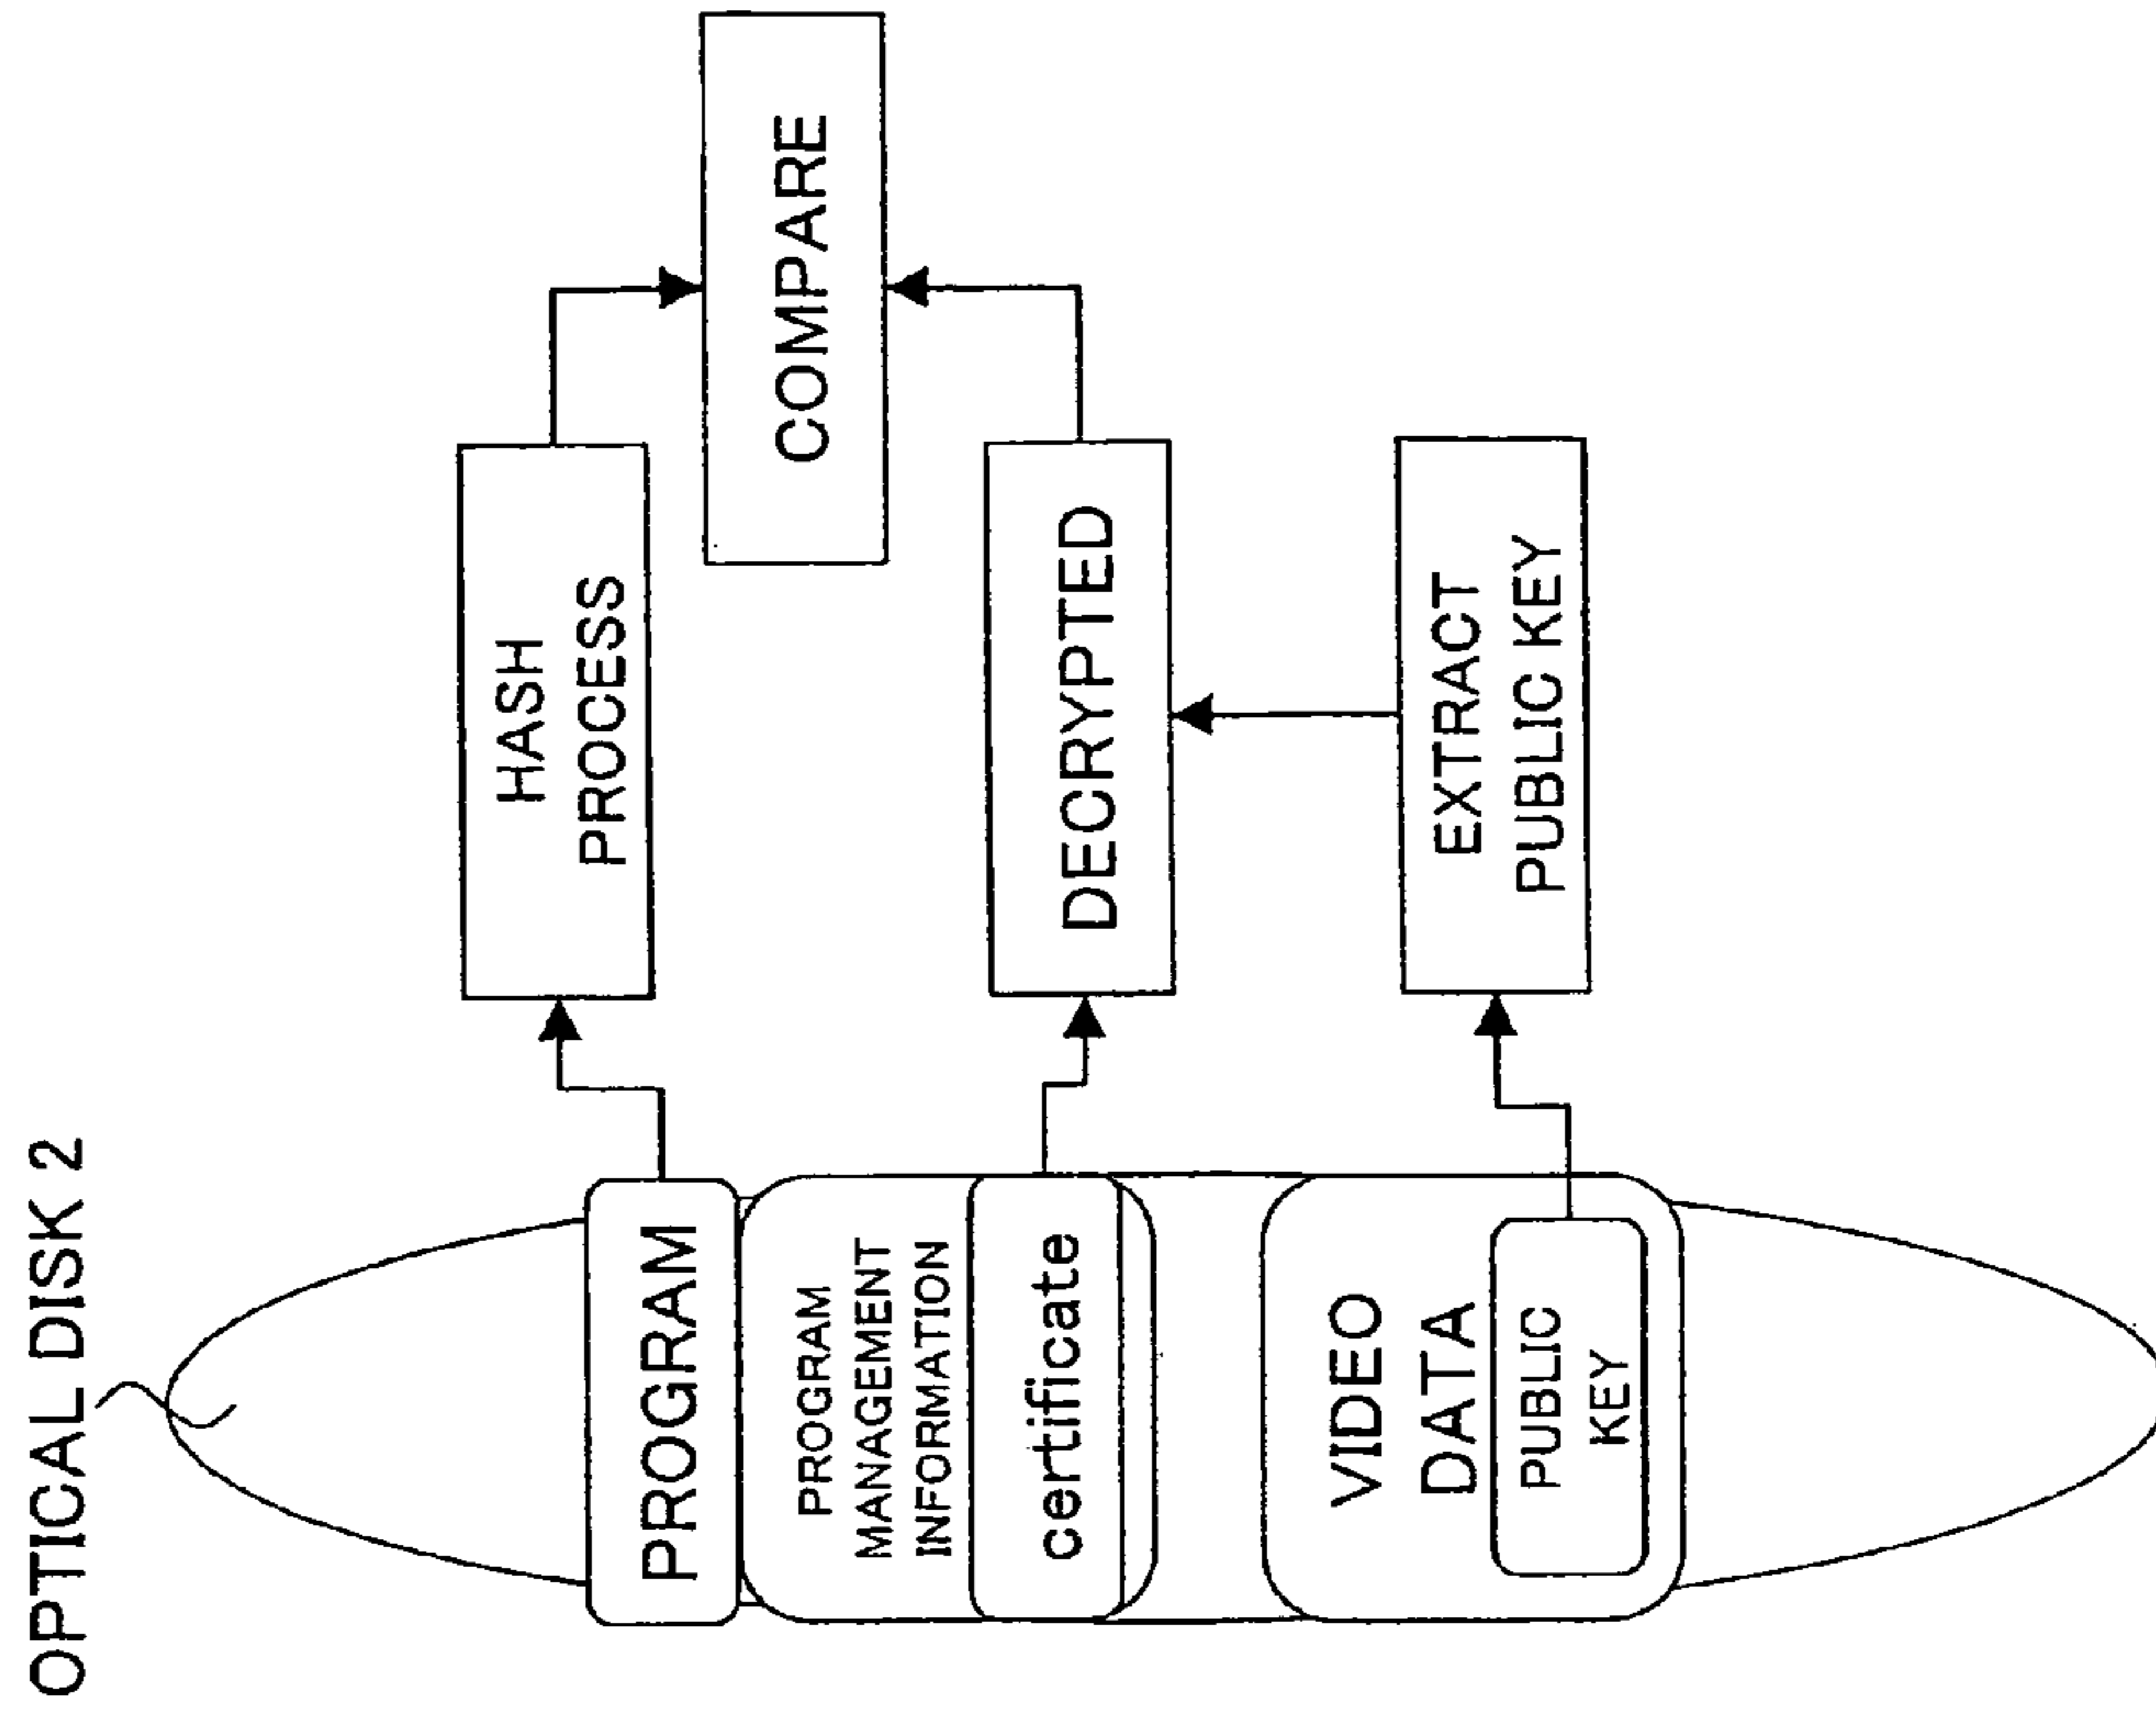 OPTICAL DISK 2
PROGRAM
PROGRAM
MANAGEMENT
INFORMATION
certificate
VIDEO
DATA
PUBLIC
KEY
HASH
PROCESS
DECRYPTED
EXTRACT
PUBLIC KEY
COMPARE